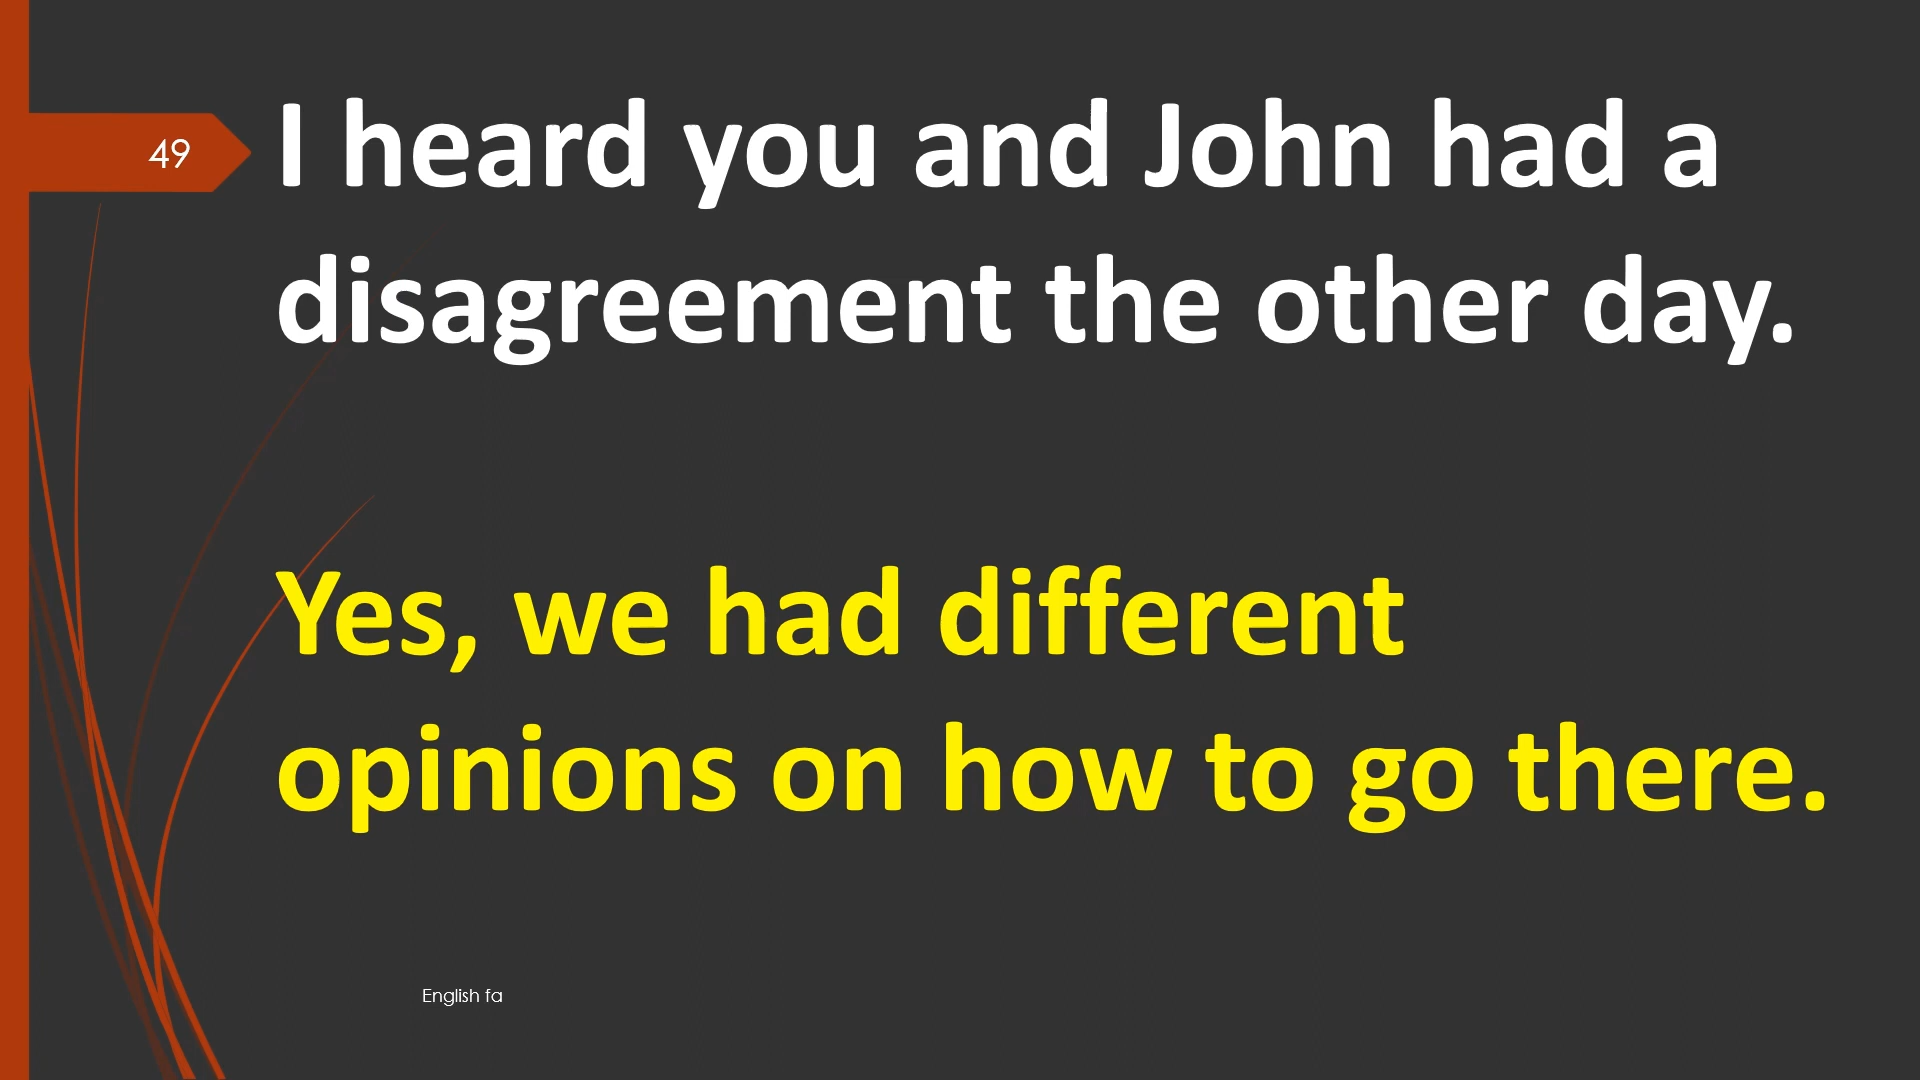 49
I heard you and John had a
disagreement the other day.
Yes, we had different
opinions on how to go there.
English fa